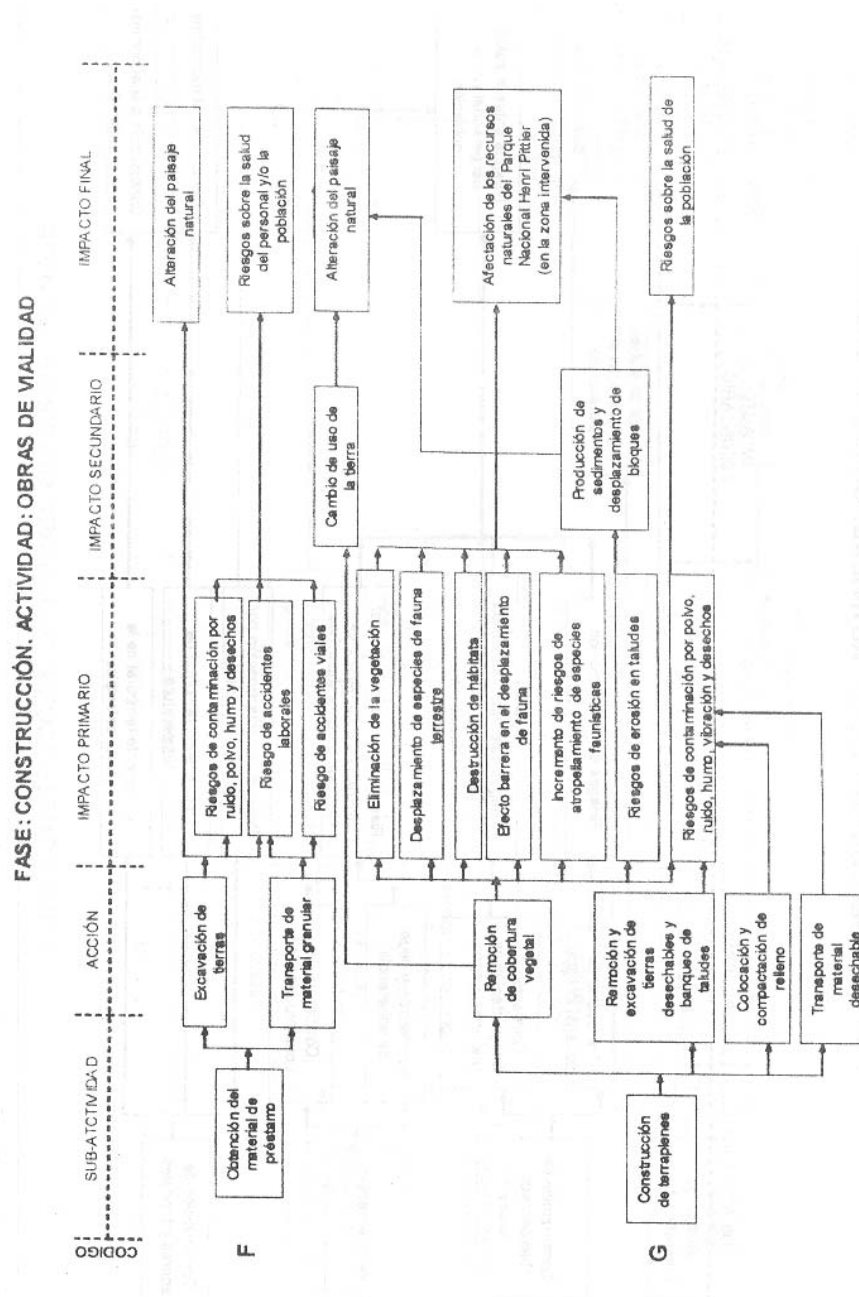 FASE: CONSTRUCCIÓN. ACTIVIDAD: OBRAS DE VIALIDAD
CODIGO
SUB-ATCTIVIDAD
ACCIÓN
IMPACTO PRIMARIO
IMPACTO SECUNDARIO
IMPACTO FINAL
F
Obtención del
material de
préstamo
Excavación de
tierras
Transporte de
material granular
Riesgos de contaminación por
ruido, polvo, humo y desechos
Riesgo de accidentes
laborales
Riesgo de accidentes viales
Alteración del paisaje
natural
Riesgos sobre la salud
del personal y/o la
población
G
Construcción
de terraplenes
Remoción
de cobertura
vegetal
Remoción y
excavación de
tierras
desechables y
banqueo de
taludes
Colocación y
compactación de
relleno
Transporte de
material
desechable
Eliminación de la vegetación
Desplazamiento de especies de fauna
terrestre
Destrucción de hábitats
Efecto barrera en el desplazamiento
de fauna
Incremento de riesgos de
atropellamiento de especies
faunísticas
Riesgos de erosión en taludes
Riesgos de contaminación por polvo,
ruido, humo, vibración y desechos
Cambio de uso de
la tierra
Producción de
sedimentos y
desplazamiento de
bloques
Alteración del paisaje
natural
Afectación de los recursos
naturales del Parque
Nacional Henri Pittier
(en la zona intervenida)
Riesgos sobre la salud de
la población